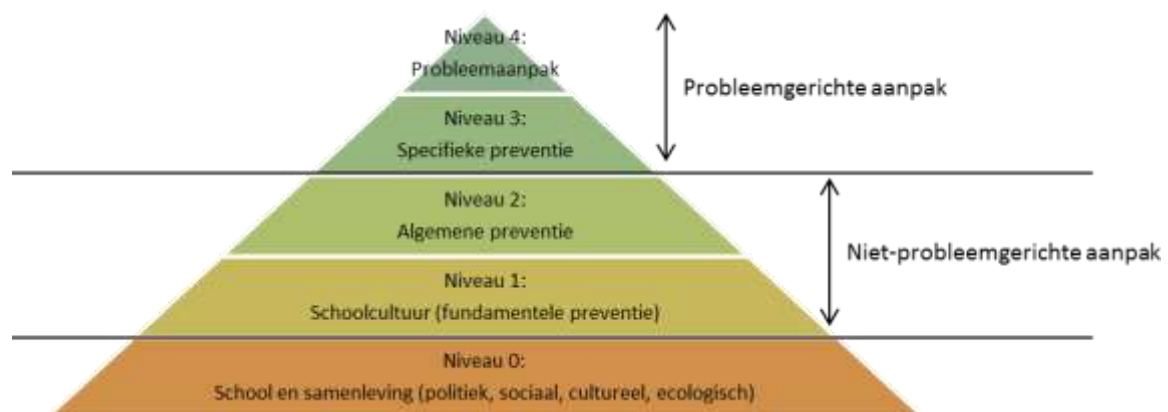 Niveau 4:
Probleemaanpak
Probleemgerichte aanpak
Niveau 3:
Specifieke preventie
Niveau 2:
Algemene preventie
Niet-probleemgerichte aanpak
Niveau 1:
Schoolcultuur (fundamentele preventie)
Niveau 0:
School en samenleving (politiek, sociaal, cultureel, ecologisch)